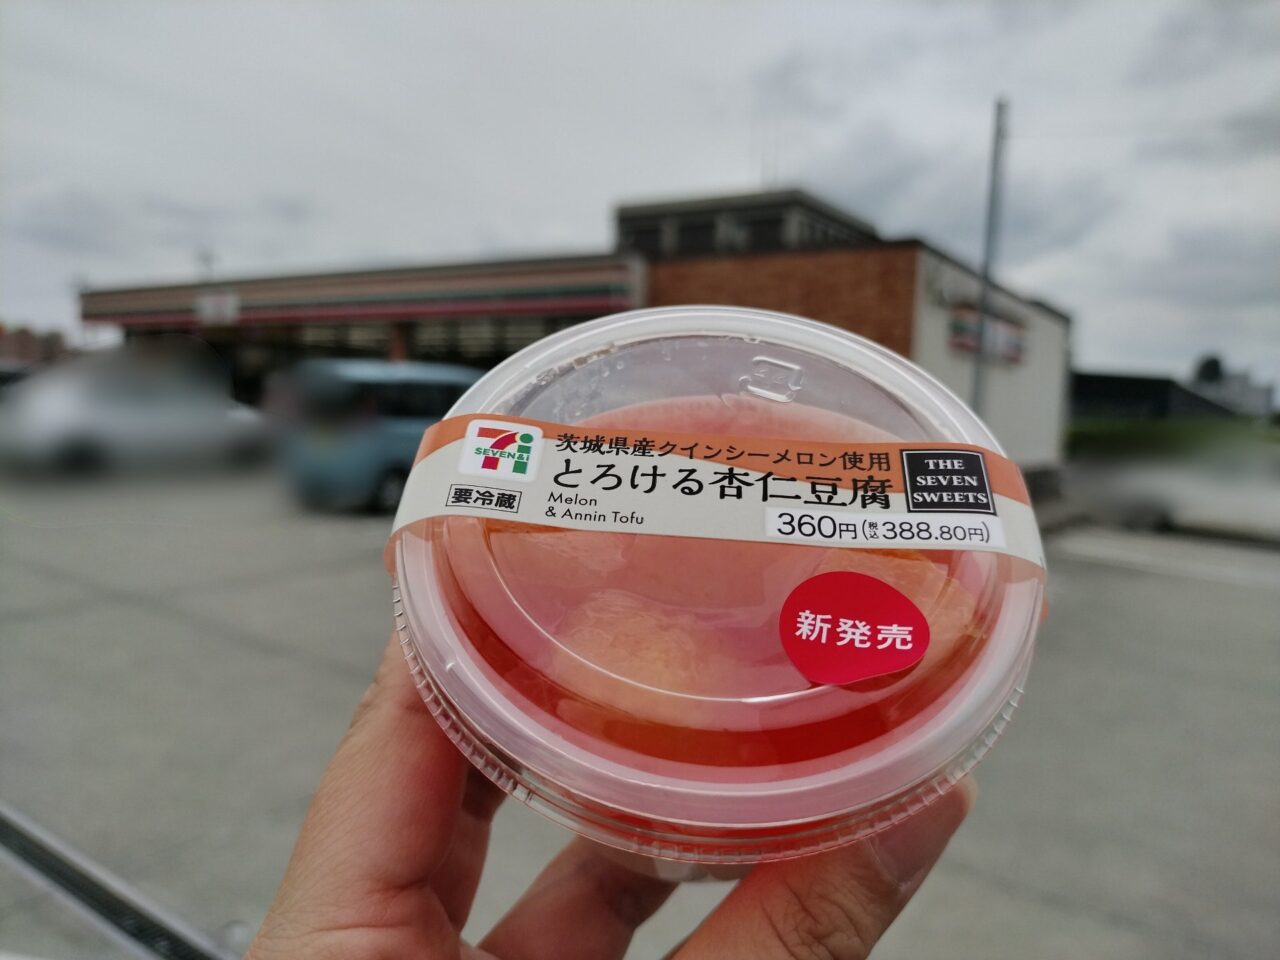 7i
SEVEN&i
茨城県産クインシーメロン使用
とろける杏仁豆腐
要冷蔵
Melon
& Annin Tofu
360円(税込388.80円)
THE
SEVEN
SWEETS
新発売